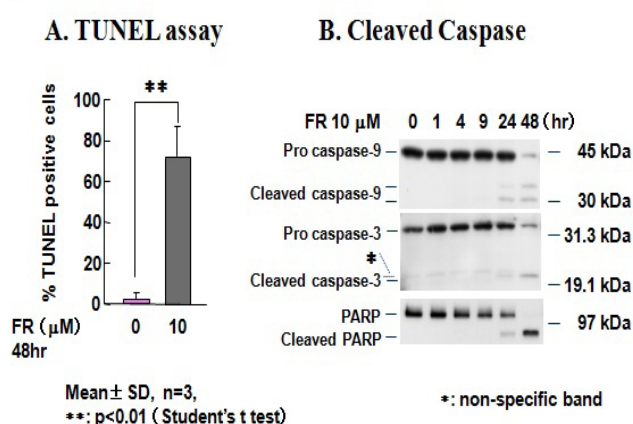 A. TUNEL assay
% TUNEL positive cells
100
80
60
40
20
0
**
FR (μM) 0 10
48hr
Mean± SD, n=3,
**: p<0.01 ( Student's t test)
B. Cleaved Caspase
FR 10 μM 0 1 4 9 24 48 (hr)
Pro caspase-9 45 kDa
Cleaved caspase-9 30 kDa
Pro caspase-3 31.3 kDa
*
Cleaved caspase-3 19.1 kDa
PARP 97 kDa
Cleaved PARP
*: non-specific band